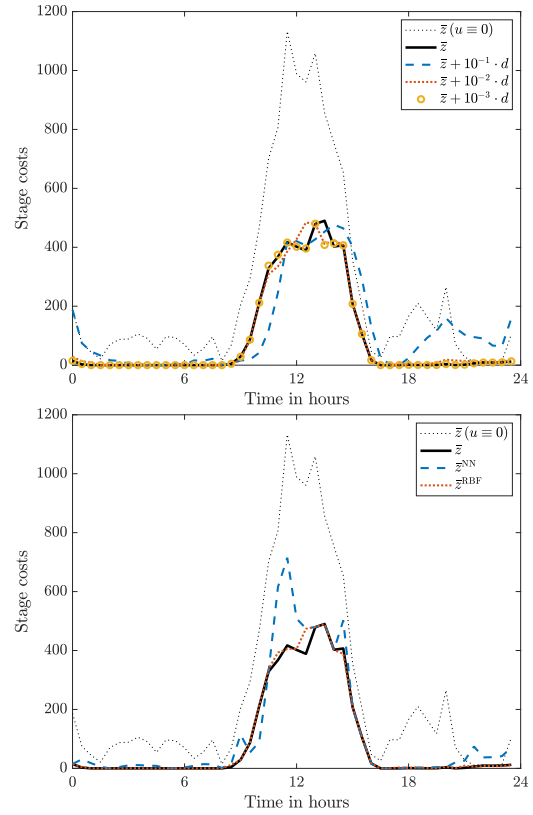 1200
1000
800
600
400
200
0
Stage costs
z̅ (u ≡ 0)
z̅
z̅ + 10⁻¹ · d
z̅ + 10⁻² · d
z̅ + 10⁻³ · d
0 6 12 18 24
Time in hours
1200
1000
800
600
400
200
0
Stage costs
z̅ (u ≡ 0)
z̅
z̅ᴺᴺ
z̅ᴿᴮꟳ
0 6 12 18 24
Time in hours